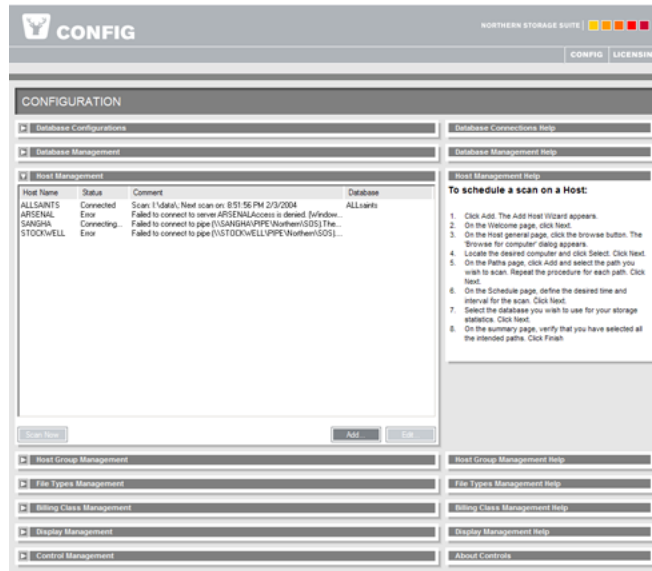 CONFIG
NORTHERN STORAGE SUITE
CONFIG LICENSIN
CONFIGURATION
Database Configurations
Database Connections Help
Database Management
Database Management Help
Host Management
Host Management Help
Host Name Status Comment Database
ALLSAINTS Connected Scan: I:\data\; Next scan on: 8:51:56 PM 2/3/2004 ALLsaints
ARSENAL Error Failed to connect to server ARSENALAccess is denied. (Window...
SANGHA Connecting... Failed to connect to pipe (\\SANGHA\PIPE\Northern\SOS).The...
STOCKWELL Error Failed to connect to pipe (\\STOCKWELL\PIPE\Northern\SOS)....
To schedule a scan on a Host:
1. Click Add. The Add Host Wizard appears.
2. On the Welcome page, click Next.
3. On the Host general page, click the browse button. The
'Browse for computer' dialog appears.
4. Locate the desired computer and click Select. Click Next.
5. On the Paths page, click Add and select the path you
wish to scan. Repeat the procedure for each path. Click
Next.
6. On the Schedule page, define the desired time and
interval for the scan. Click Next.
7. Select the database you wish to use for your storage
statistics. Click Next.
8. On the summary page, verify that you have selected all
the intended paths. Click Finish
Scan Now
Add...
Edit...
Host Group Management
Host Group Management Help
File Types Management
File Types Management Help
Billing Class Management
Billing Class Management Help
Display Management
Display Management Help
Control Management
About Controls